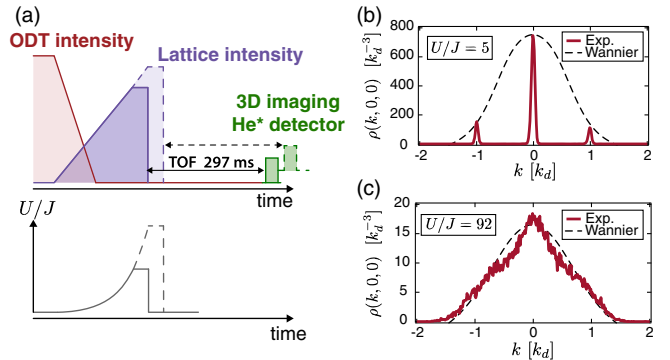 (a)
ODT intensity
Lattice intensity
3D imaging
He* detector
TOF 297 ms
time
U/J
time
(b)
U/J = 5
Exp.
Wannier
ρ(k, 0, 0) [k_d^{-3}]
800
600
400
200
0
-2 -1 0 1 2
k [k_d]
(c)
U/J = 92
Exp.
Wannier
ρ(k, 0, 0) [k_d^{-3}]
20
15
10
5
0
-2 -1 0 1 2
k [k_d]